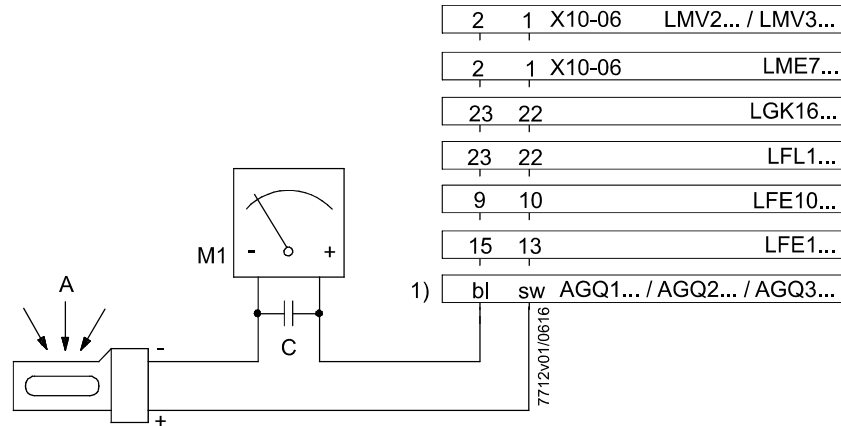 2 1 X10-06 LMV2... / LMV3...
2 1 X10-06 LME7...
23 22 LGK16...
23 22 LFL1...
9 10 LFE10...
15 13 LFE1...
1) bl sw AGQ1... / AGQ2... / AGQ3...
M1 - +
A
C
-
+
7712v01/0616